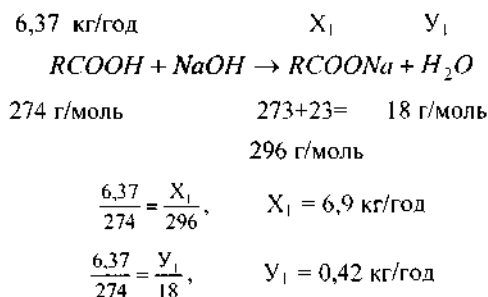 6,37 кг/год X₁ У₁
RCOOH + NaOH → RCOONa + H₂O
274 г/моль 273+23= 18 г/моль
296 г/моль
6,37/274 = X₁/296, X₁ = 6,9 кг/год
6,37/274 = У₁/18, У₁ = 0,42 кг/год